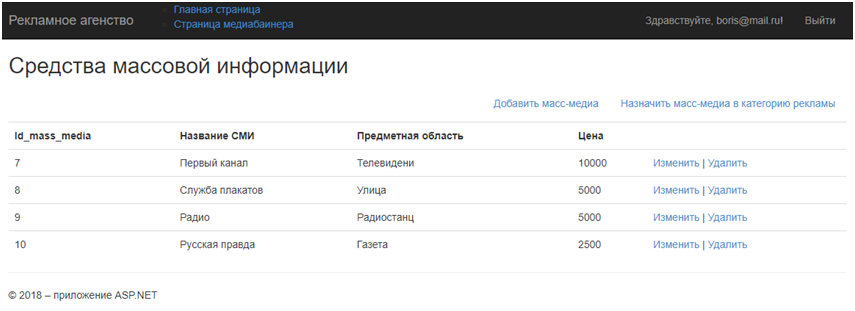 Рекламное агенство
Главная страница
Страница медиабаинера
Здравствуйте, boris@mail.ru!
Выйти
Средства массовой информации
Добавить масс-медиа Назначить масс-медиа в категорию рекламы
Id_mass_media Название СМИ Предметная область Цена
7 Первый канал Телевидени 10000 Изменить | Удалить
8 Служба плакатов Улица 5000 Изменить | Удалить
9 Радио Радиостанц 5000 Изменить | Удалить
10 Русская правда Газета 2500 Изменить | Удалить
© 2018 – приложение ASP.NET